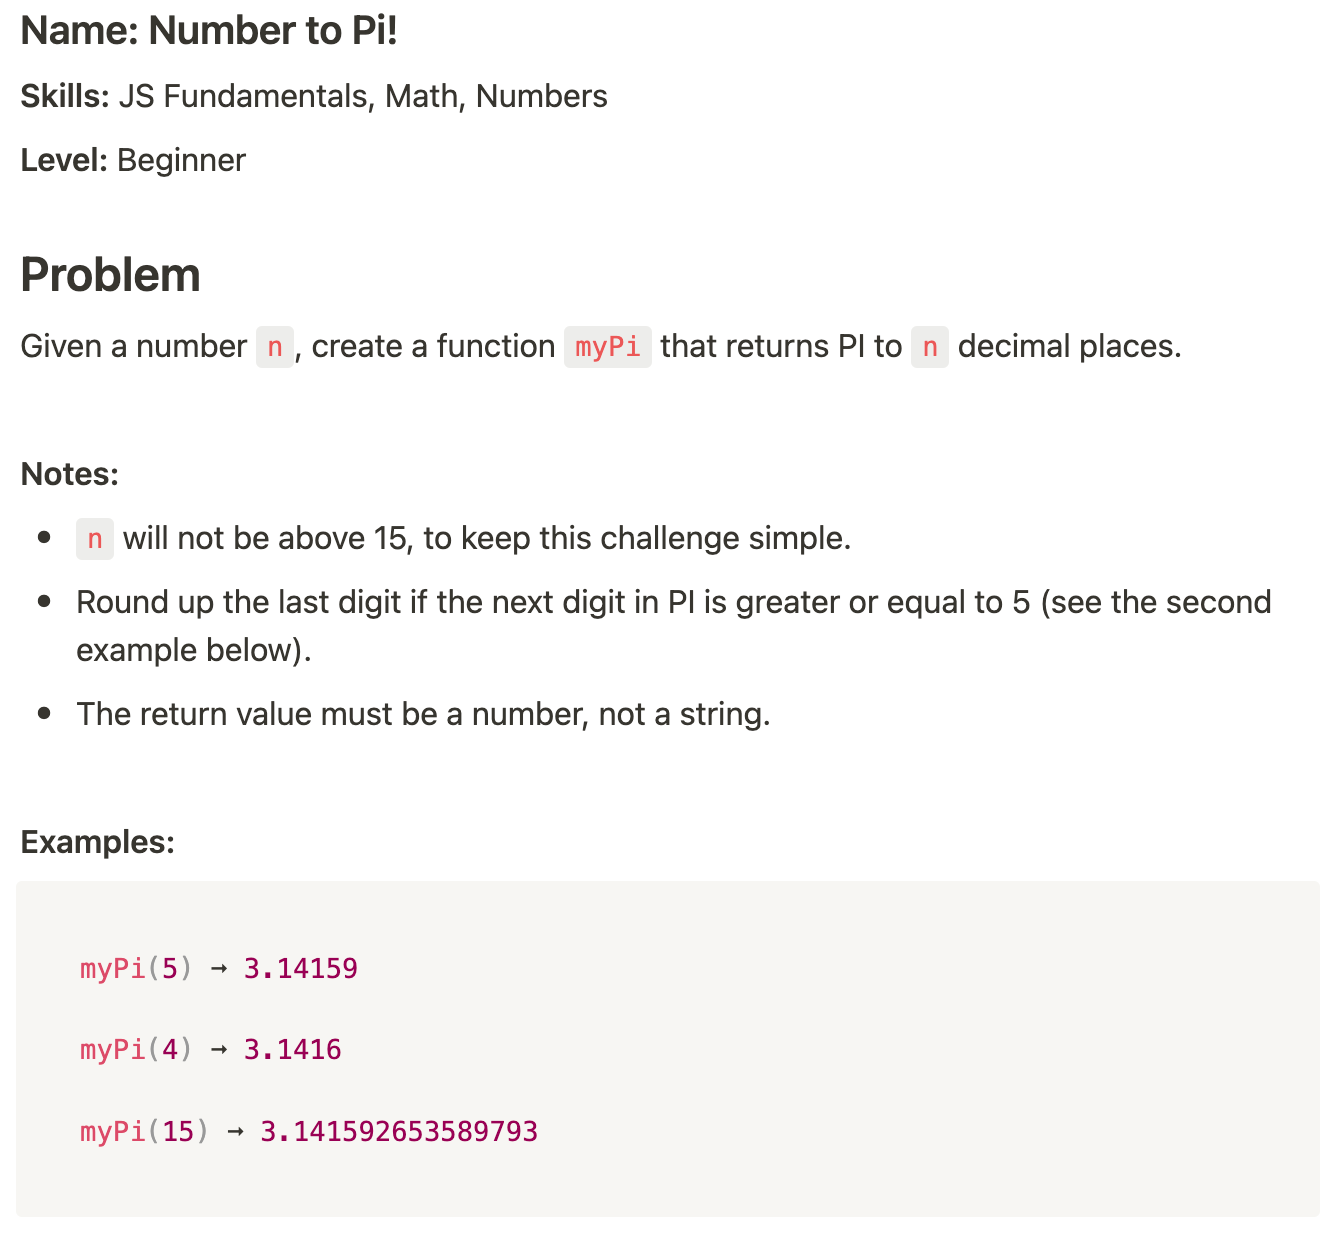 Name: Number to Pi!
Skills: JS Fundamentals, Math, Numbers
Level: Beginner
Problem
Given a number n, create a function myPi that returns PI to n decimal places.
Notes:
• n will not be above 15, to keep this challenge simple.
• Round up the last digit if the next digit in PI is greater or equal to 5 (see the second
example below).
• The return value must be a number, not a string.
Examples:
myPi(5) → 3.14159
myPi(4) → 3.1416
myPi(15) → 3.141592653589793